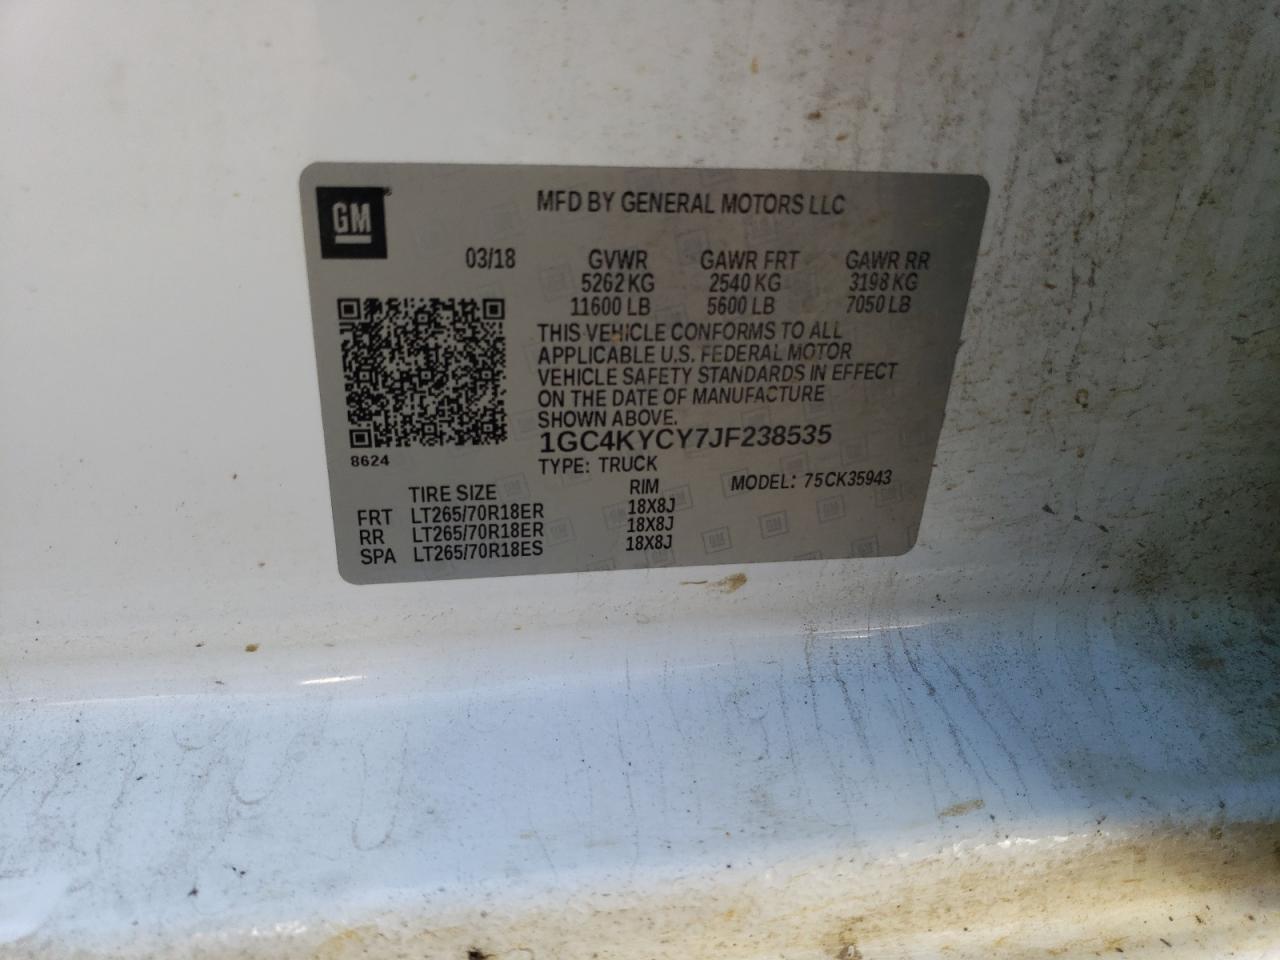 GM
MFD BY GENERAL MOTORS LLC
03/18 GVWR GAWR FRT GAWR RR
5262 KG 2540 KG 3198 KG
11600 LB 5600 LB 7050 LB
THIS VEHICLE CONFORMS TO ALL
APPLICABLE U.S. FEDERAL MOTOR
VEHICLE SAFETY STANDARDS IN EFFECT
ON THE DATE OF MANUFACTURE
SHOWN ABOVE.
1GC4KYCY7JF238535
8624
TYPE: TRUCK
MODEL: 75CK35943
TIRE SIZE RIM
FRT LT265/70R18ER 18X8J
RR LT265/70R18ER 18X8J
SPA LT265/70R18ES 18X8J